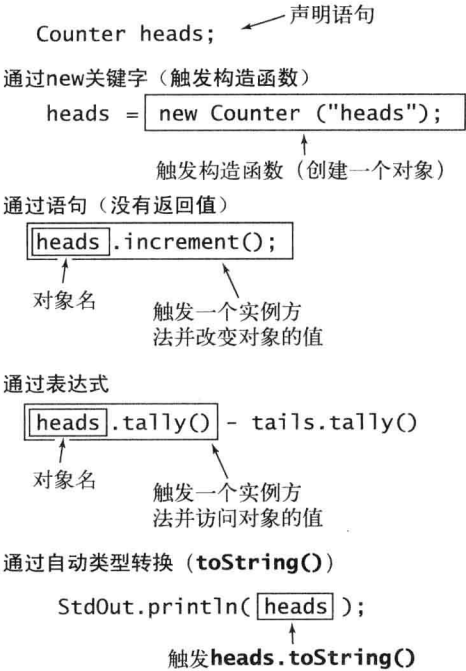 Counter heads;
声明语句
通过new关键字（触发构造函数）
heads = new Counter ("heads");
触发构造函数（创建一个对象）
通过语句（没有返回值）
heads.increment();
对象名
触发一个实例方
法并改变对象的值
通过表达式
heads.tally() - tails.tally()
对象名
触发一个实例方
法并访问对象的值
通过自动类型转换（toString()）
StdOut.println( heads );
触发heads.toString()